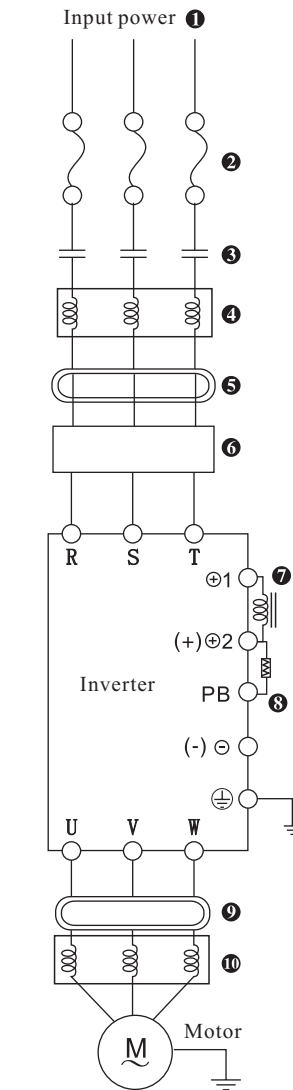 Input power ❶
❷
❸
❹
❺
❻
R S T
⊕1 ❼
(+)⊕2
Inverter
PB ❽
(-) ⊖
U V W
❾
❿
Motor
M
~